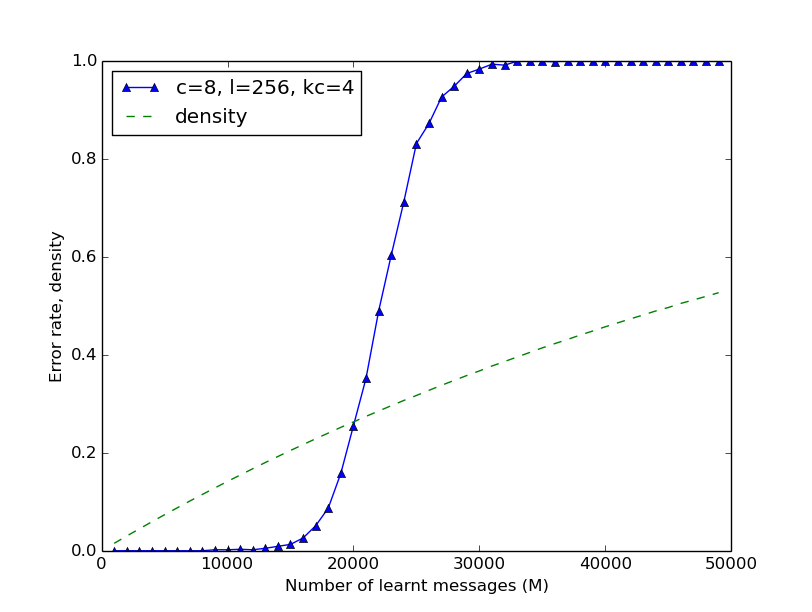 c=8, l=256, kc=4
density
1.0
0.8
0.6
0.4
0.2
0.0
Error rate, density
0 10000 20000 30000 40000 50000
Number of learnt messages (M)